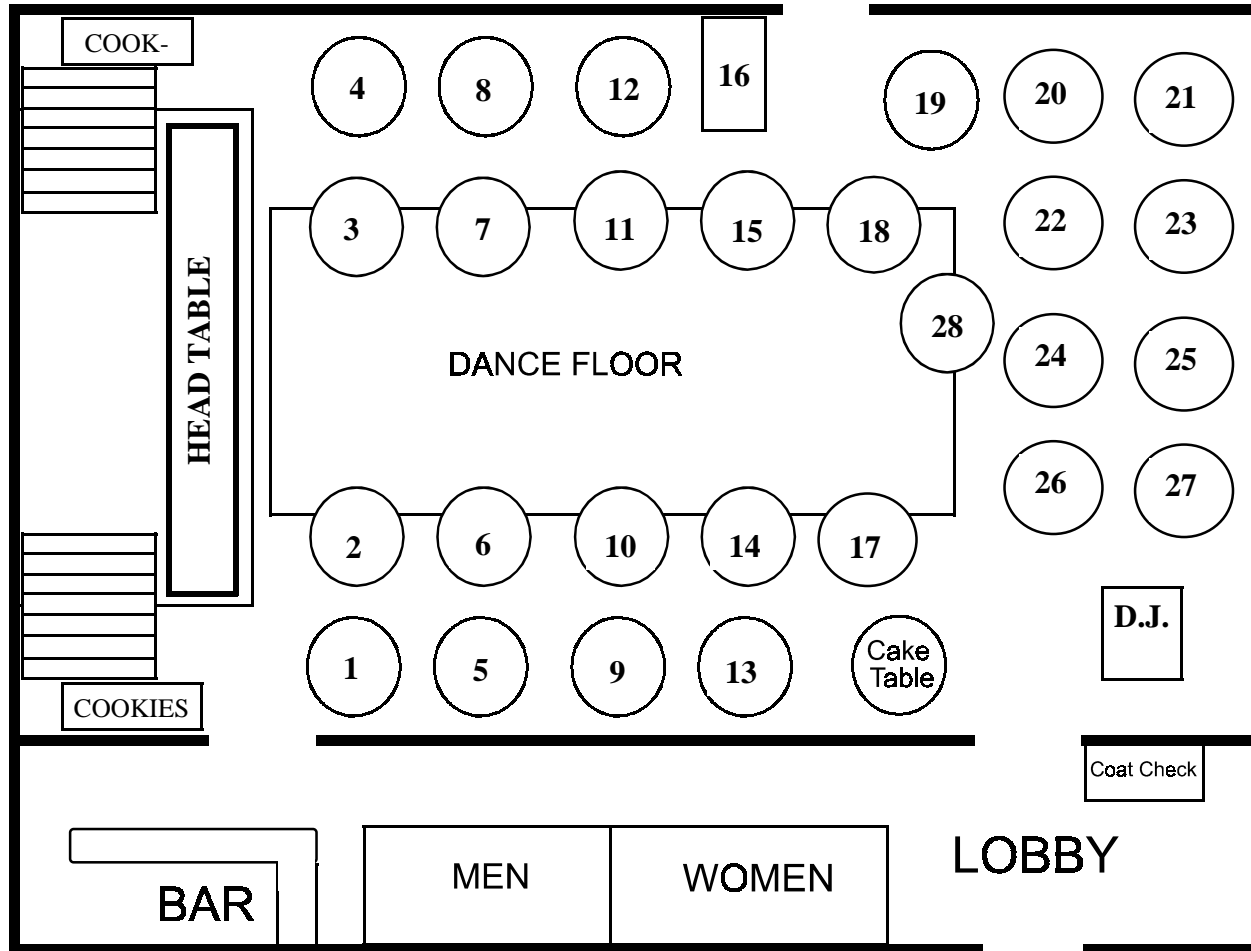 COOK-
4
8
12
16
19
20
21
3
7
11
15
18
22
23
HEAD TABLE
28
DANCE FLOOR
24
25
26
27
2
6
10
14
17
D.J.
1
5
9
13
Cake
Table
COOKIES
Coat Check
BAR
MEN
WOMEN
LOBBY